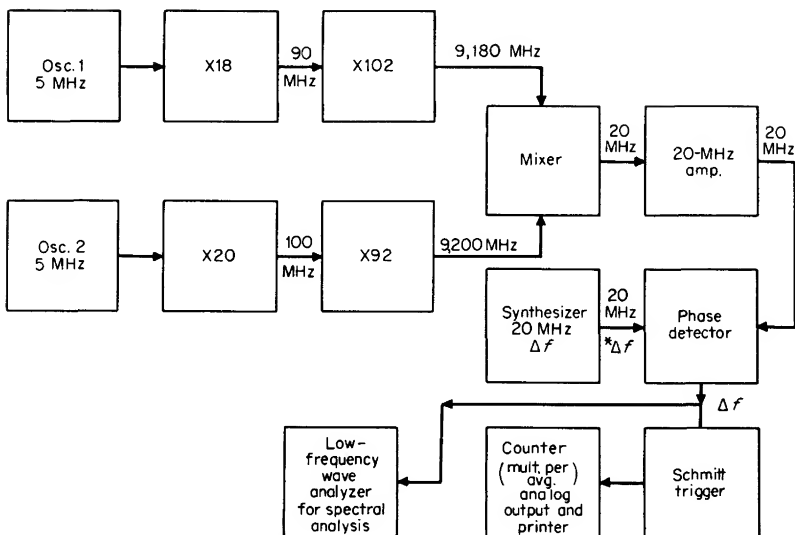 Osc. 1
5 MHz
X18
90
MHz
X102
9,180 MHz
Mixer
20
MHz
20-MHz
amp.
20
MHz
Osc. 2
5 MHz
X20
100
MHz
X92
9,200 MHz
Synthesizer
20 MHz
Δf
20
MHz
*Δf
Phase
detector
Δf
Low-
frequency
wave
analyzer
for spectral
analysis
Counter
(mult. per)
avg.
analog
output and
printer
Schmitt
trigger